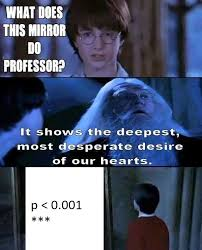 WHAT DOES
THIS MIRROR
DO
PROFESSOR?
It shows the deepest,
most desperate desire
of our hearts.
p < 0.001
***